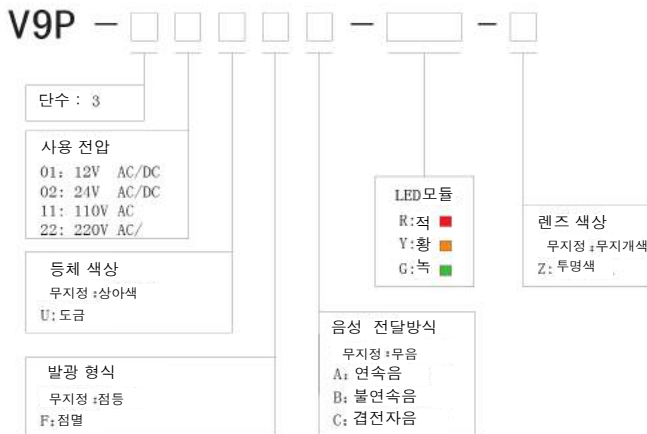 V9P -     -     -
단수 : 3
사용 전압
01: 12V AC/DC
02: 24V AC/DC
11: 110V AC
22: 220V AC/
등체 색상
무지정 :상아색
U:도금
발광 형식
무지정 :점등
F:점멸
음성 전달방식
무지정 :무음
A: 연속음
B: 불연속음
C: 겹전자음
LED모듈
R:적
Y:황
G:녹
렌즈 색상
무지정 :무지개색
Z:투명색